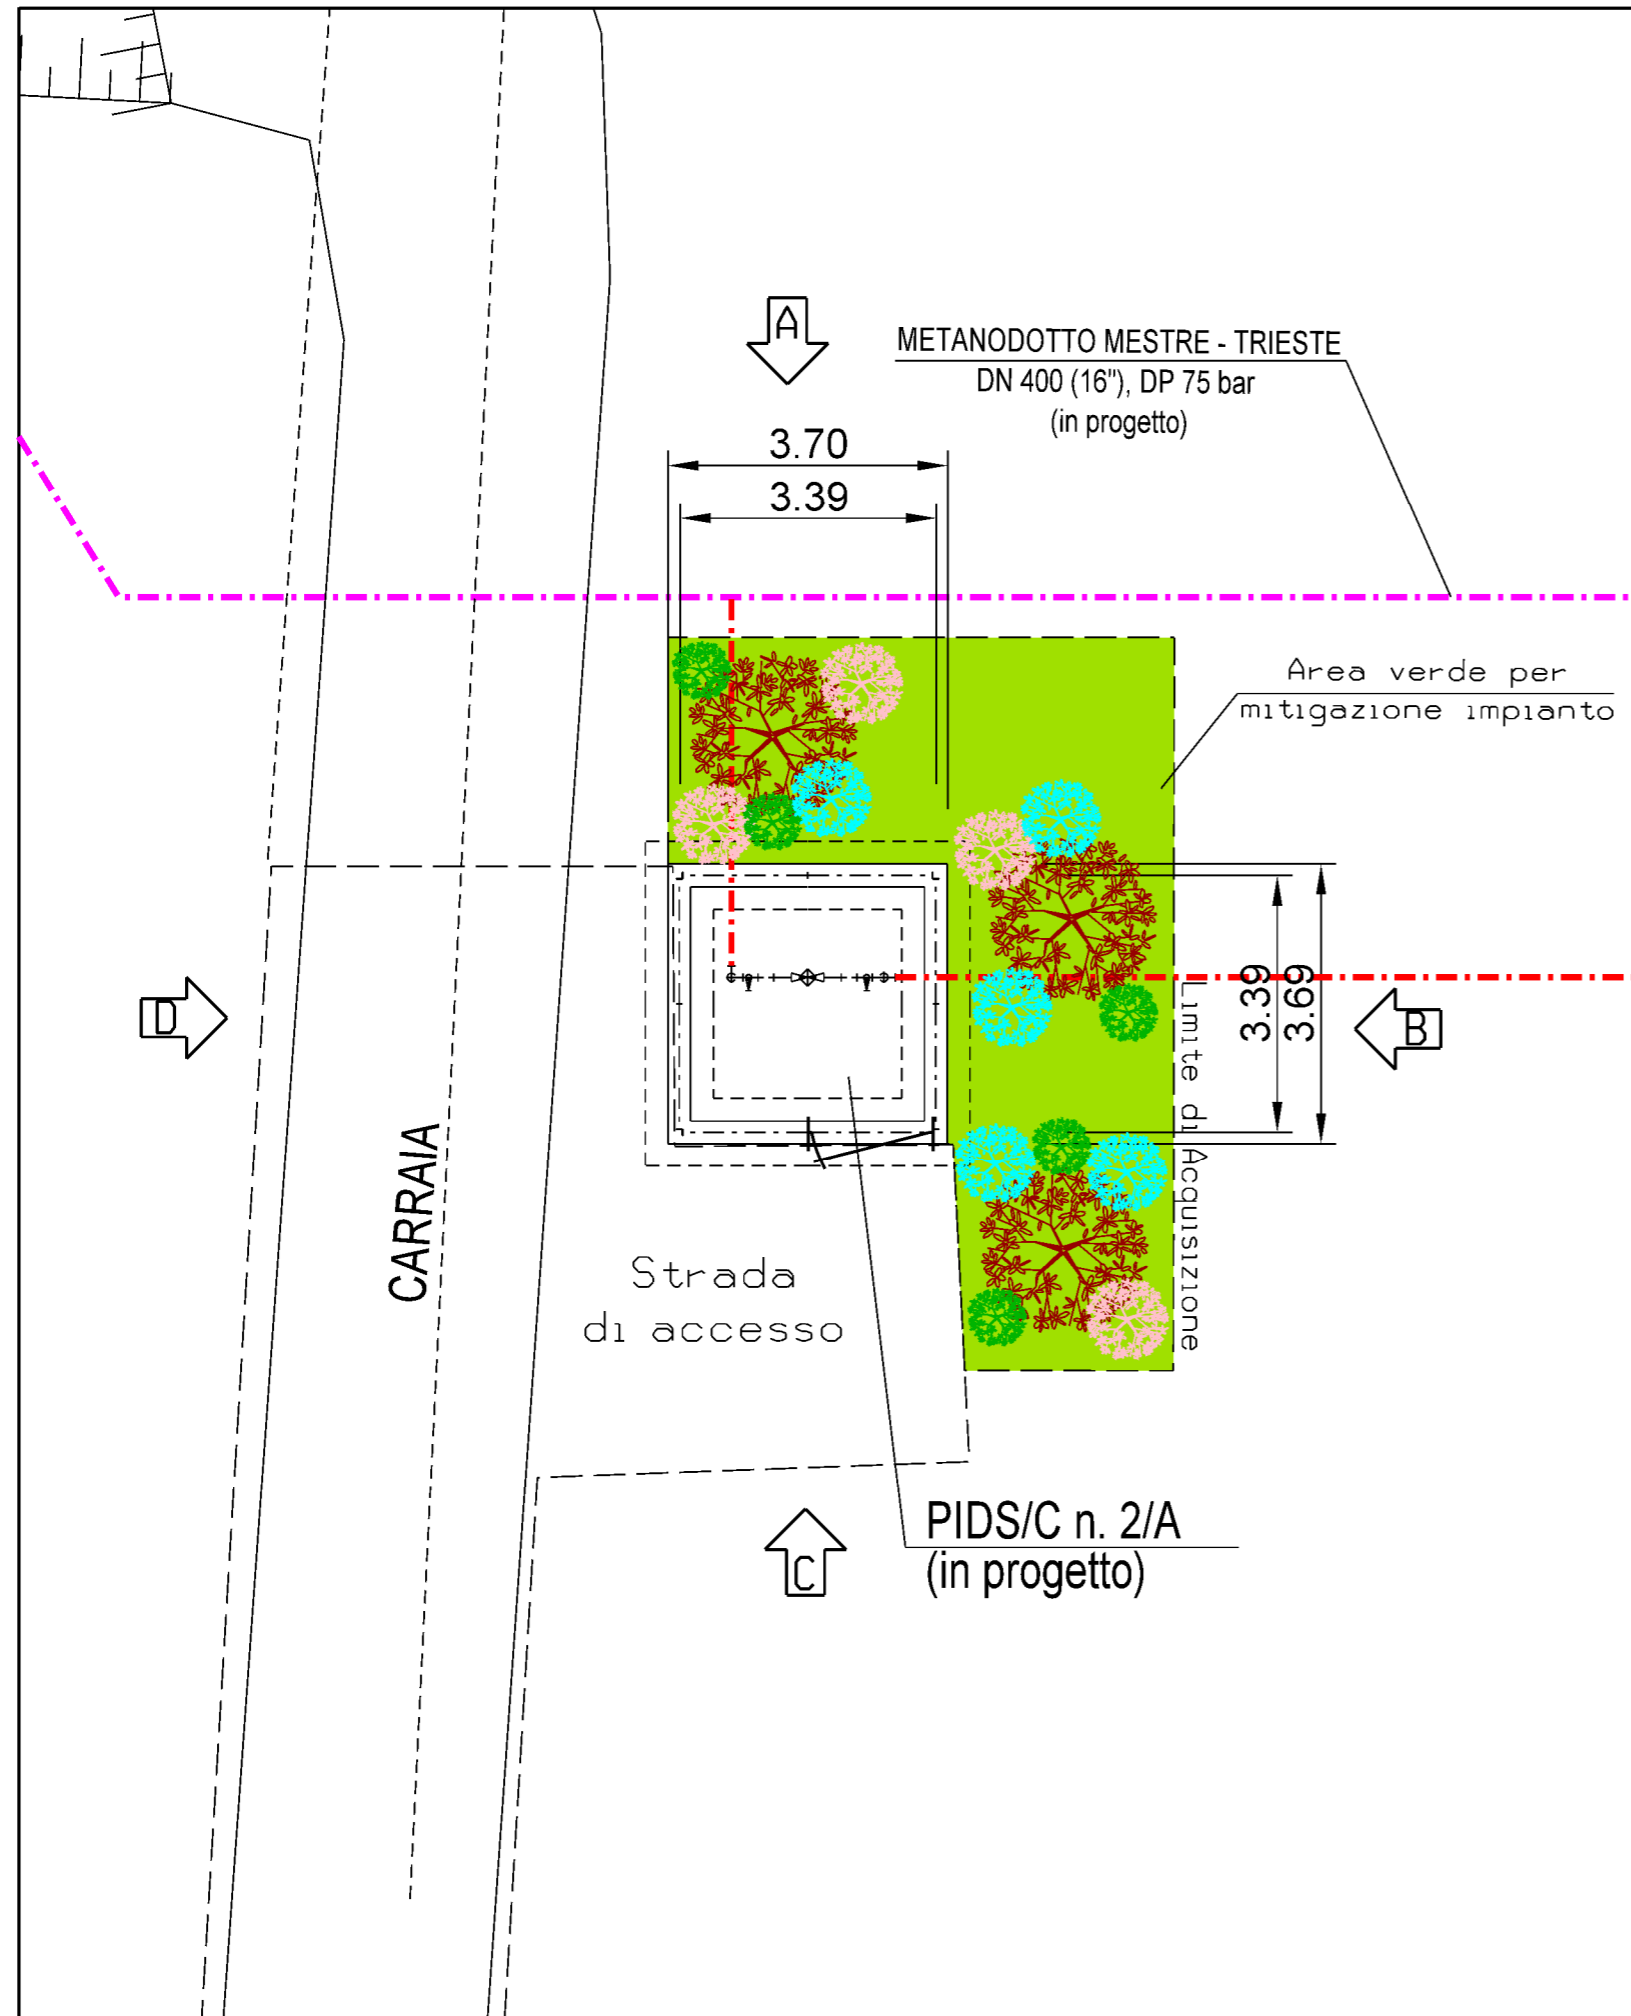 A
METANODOTTO MESTRE - TRIESTE
DN 400 (16"), DP 75 bar
(in progetto)
3.70
3.39
Area verde per
mitigazione impianto
D
3.39
3.69
B
Limite di Acquisizione
CARRAIA
Strada
di accesso
PIDS/C n. 2/A
(in progetto)
C